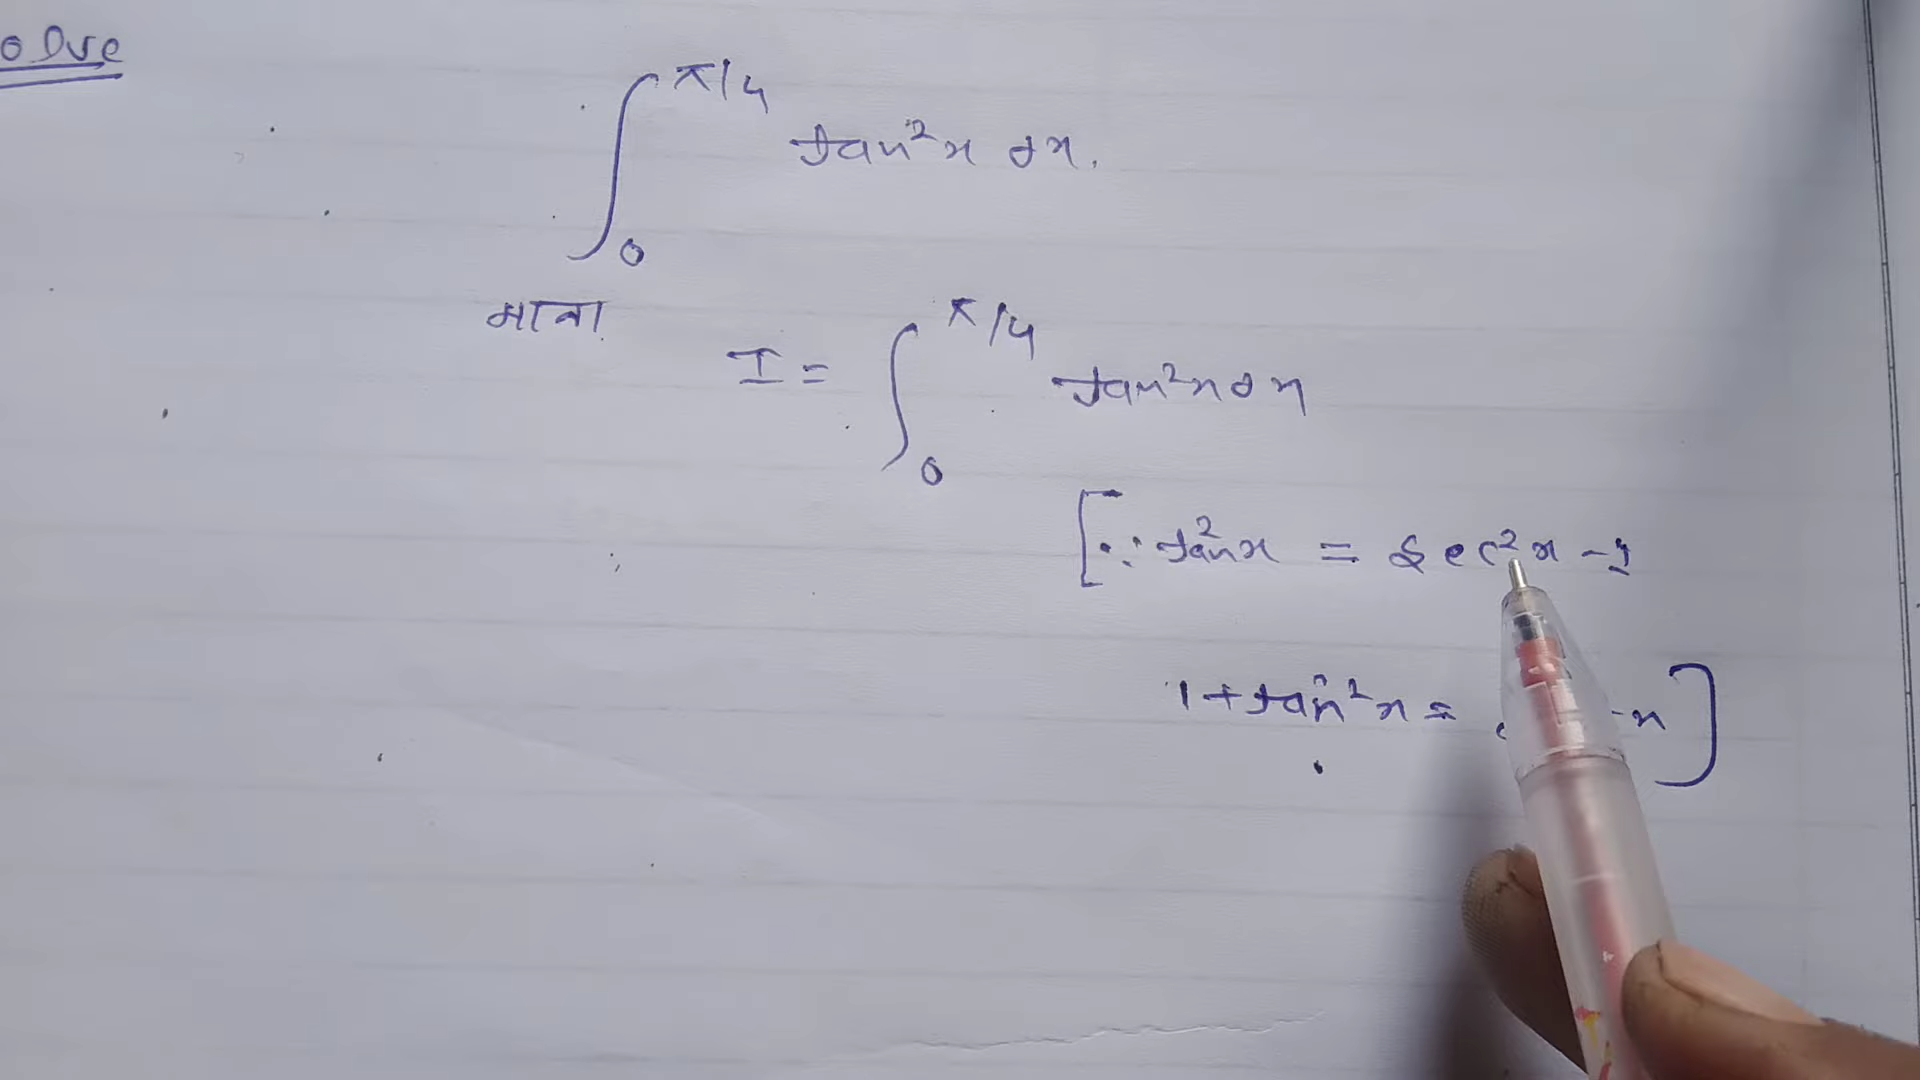 olve
∫₀^π/4 tan²x dx.
माना
I = ∫₀^π/4 tan²x dx
[∵ tan²x = sec²x - 1
1 + tan²x = x]